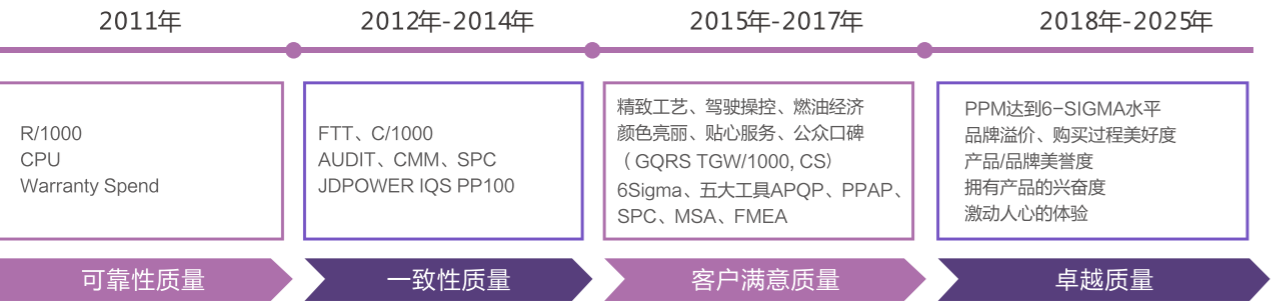 2011年
2012年-2014年
2015年-2017年
2018年-2025年
R/1000
CPU
Warranty Spend
FTT、C/1000
AUDIT、CMM、SPC
JDPOWER IQS PP100
精致工艺、驾驶操控、燃油经济
颜色亮丽、贴心服务、公众口碑
（GQRS TGW/1000, CS）
6Sigma、五大工具APQP、PPAP、
SPC、MSA、FMEA
PPM达到6-SIGMA水平
品牌溢价、购买过程美好度
产品/品牌美誉度
拥有产品的兴奋度
激动人心的体验
可靠性质量
一致性质量
客户满意质量
卓越质量